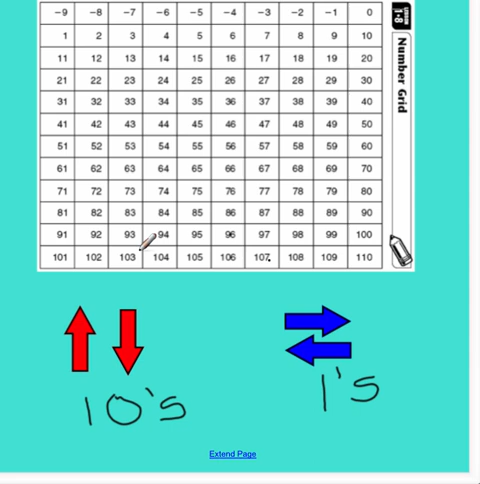 -9 -8 -7 -6 -5 -4 -3 -2 -1 0
1 2 3 4 5 6 7 8 9 10
11 12 13 14 15 16 17 18 19 20
21 22 23 24 25 26 27 28 29 30
31 32 33 34 35 36 37 38 39 40
41 42 43 44 45 46 47 48 49 50
51 52 53 54 55 56 57 58 59 60
61 62 63 64 65 66 67 68 69 70
71 72 73 74 75 76 77 78 79 80
81 82 83 84 85 86 87 88 89 90
91 92 93 94 95 96 97 98 99 100
101 102 103 104 105 106 107 108 109 110
LESSON
1·8
Number Grid
10's
1's
Extend Page